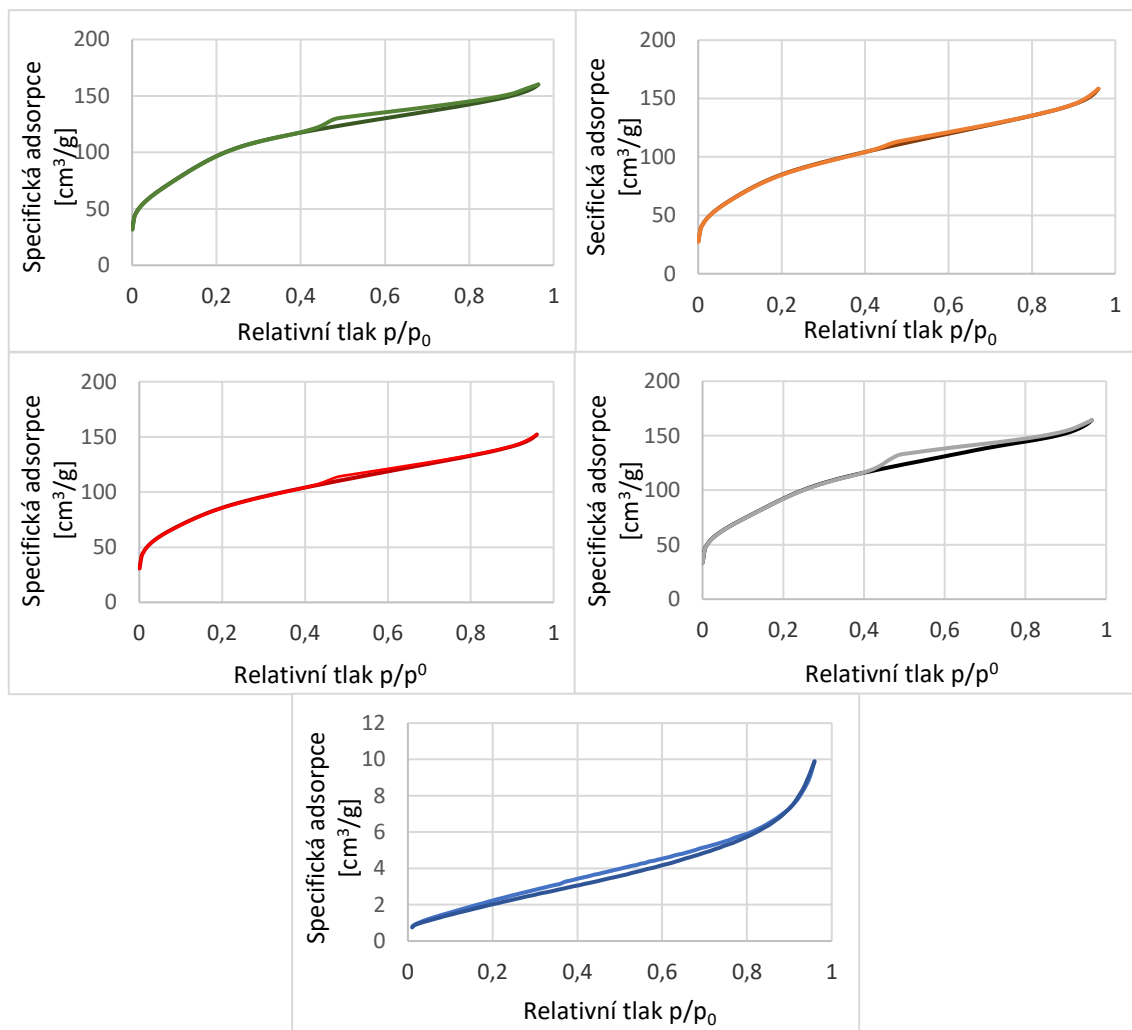 Specifická adsorpce
[cm³/g]
200
150
100
50
0
0 0,2 0,4 0,6 0,8 1
Relativní tlak p/p₀
Secifická adsorpce
[cm³/g]
200
150
100
50
0
0 0,2 0,4 0,6 0,8 1
Relativní tlak p/p₀
Specifická adsorpce
[cm³/g]
200
150
100
50
0
0 0,2 0,4 0,6 0,8 1
Relativní tlak p/p⁰
Specifická adsorpce
[cm³/g]
200
150
100
50
0
0 0,2 0,4 0,6 0,8 1
Relativní tlak p/p⁰
Specifická adsorpce
[cm³/g]
12
10
8
6
4
2
0
0 0,2 0,4 0,6 0,8 1
Relativní tlak p/p₀